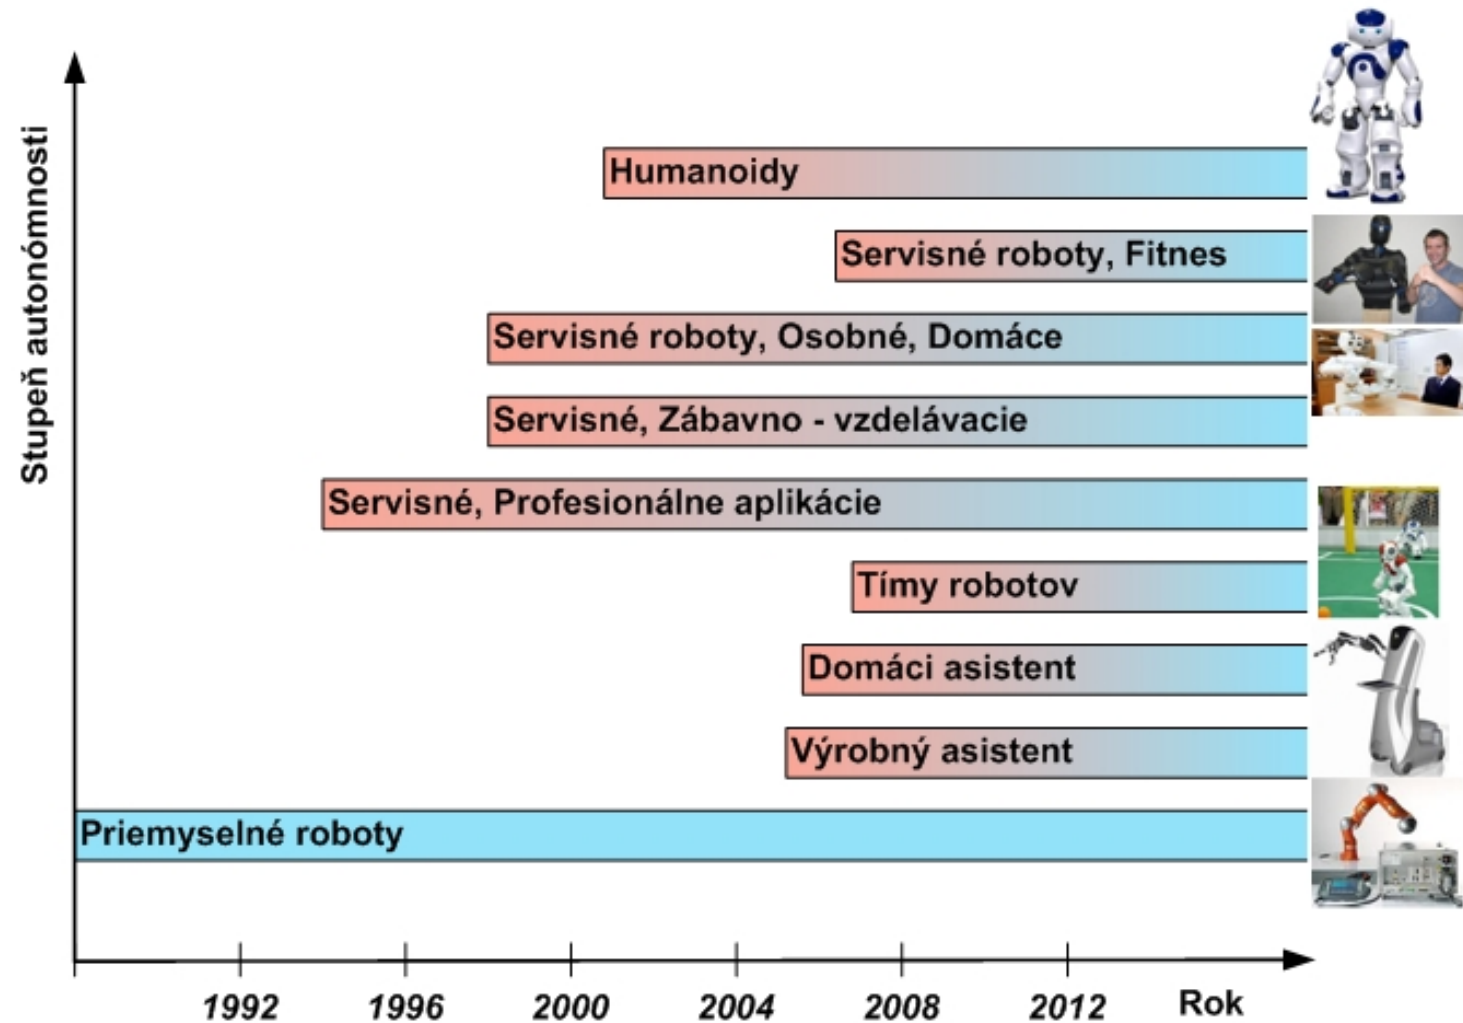 Stupeň autonómnosti
Humanoidy
Servisné roboty, Fitnes
Servisné roboty, Osobné, Domáce
Servisné, Zábavno - vzdelávacie
Servisné, Profesionálne aplikácie
Tímy robotov
Domáci asistent
Výrobný asistent
Priemyselné roboty
1992 1996 2000 2004 2008 2012 Rok